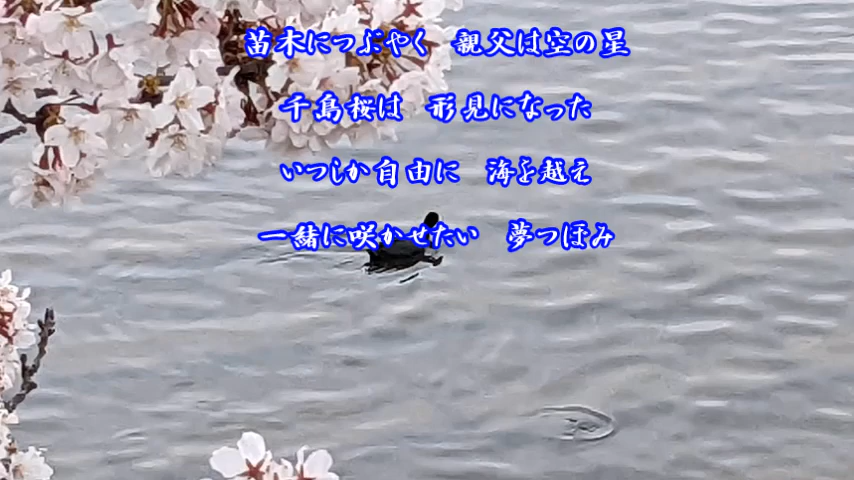 苗木につぶやく　親父は空の星
千島桜は　形見になった
いつしか自由に　海を越え
一緒に咲かせたい　夢つぼみ